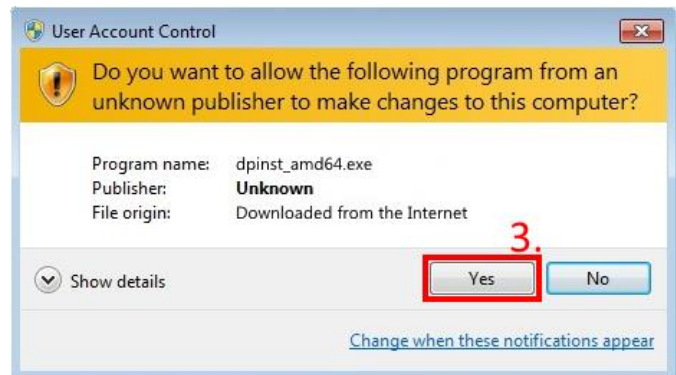 User Account Control
Do you want to allow the following program from an
unknown publisher to make changes to this computer?
Program name: dpinst_amd64.exe
Publisher: Unknown
File origin: Downloaded from the Internet
3.
Show details Yes No
Change when these notifications appear